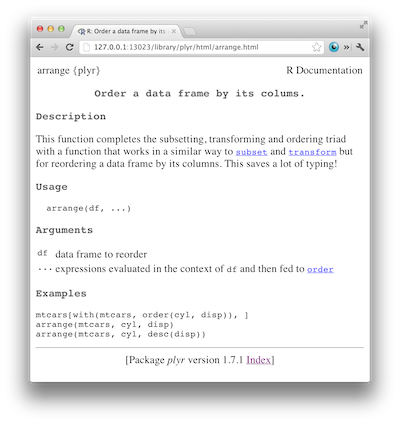 R: Order a data frame by its
127.0.0.1:13023/library/plyr/html/arrange.html
arrange {plyr} R Documentation
Order a data frame by its colums.
Description
This function completes the subsetting, transforming and ordering triad
with a function that works in a similar way to subset and transform but
for reordering a data frame by its columns. This saves a lot of typing!
Usage
arrange(df, ...)
Arguments
df data frame to reorder
... expressions evaluated in the context of df and then fed to order
Examples
mtcars[with(mtcars, order(cyl, disp)), ]
arrange(mtcars, cyl, disp)
arrange(mtcars, cyl, desc(disp))
[Package plyr version 1.7.1 Index]